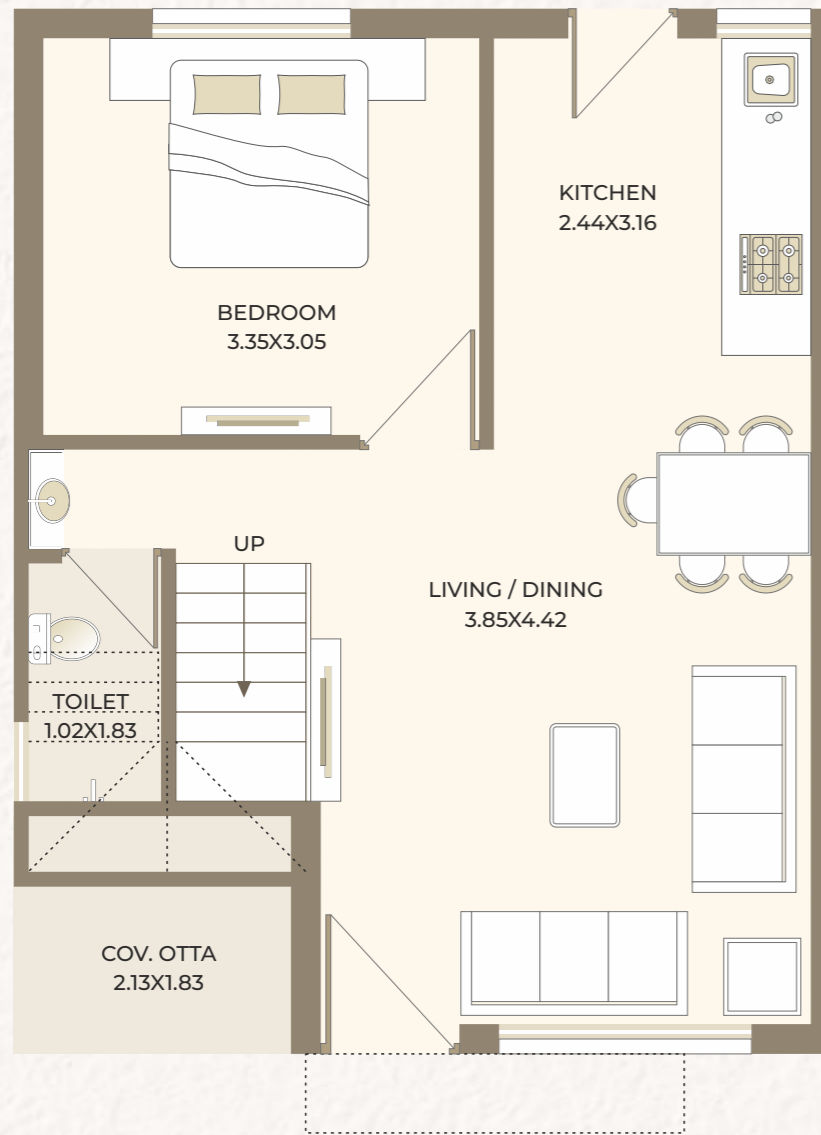 KITCHEN
2.44X3.16
BEDROOM
3.35X3.05
UP
LIVING / DINING
3.85X4.42
TOILET
1.02X1.83
COV. OTTA
2.13X1.83